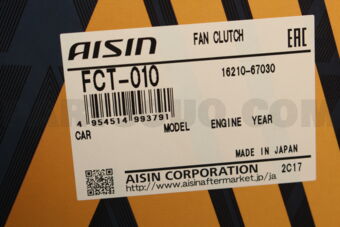 AISIN
FAN CLUTCH
EAC
FCT-010
16210-67030
4 954514 993791
CAR MODEL ENGINE YEAR
MADE IN JAPAN
AISIN CORPORATION 2C17
http://www.aisinaftermarket.jp/